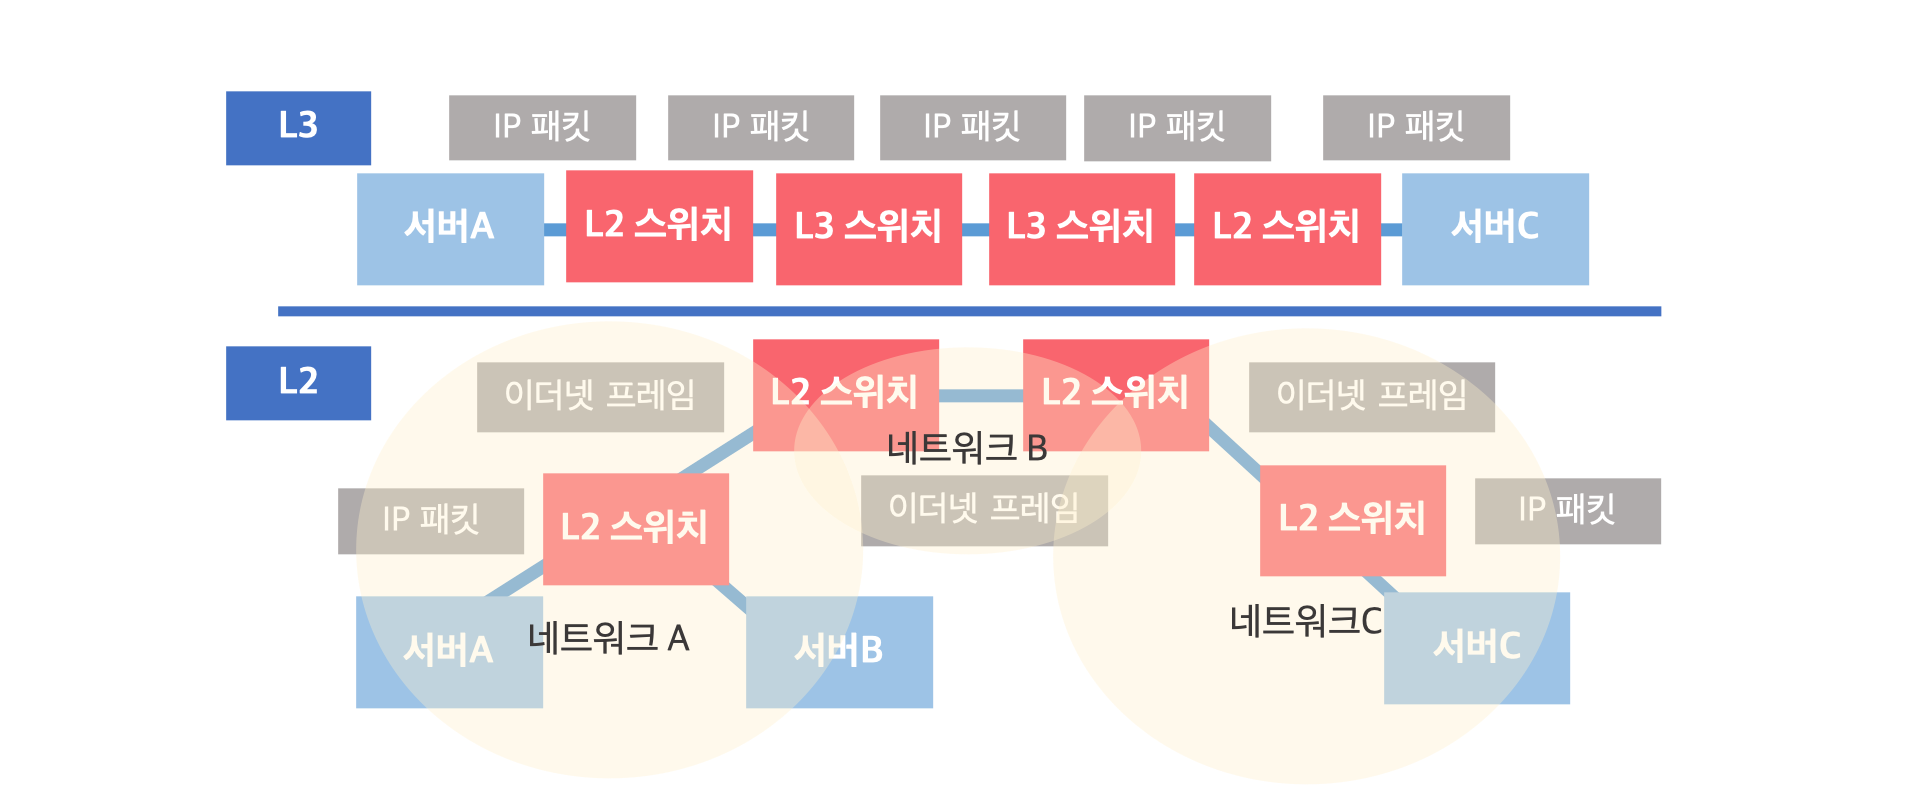 L3
IP 패킷
IP 패킷
IP 패킷
IP 패킷
IP 패킷
서버A
L2 스위치
L3 스위치
L3 스위치
L2 스위치
서버C
L2
이더넷 프레임
L2 스위치
L2 스위치
이더넷 프레임
네트워크 B
IP 패킷
L2 스위치
이더넷 프레임
L2 스위치
IP 패킷
서버A
네트워크 A
서버B
네트워크C
서버C